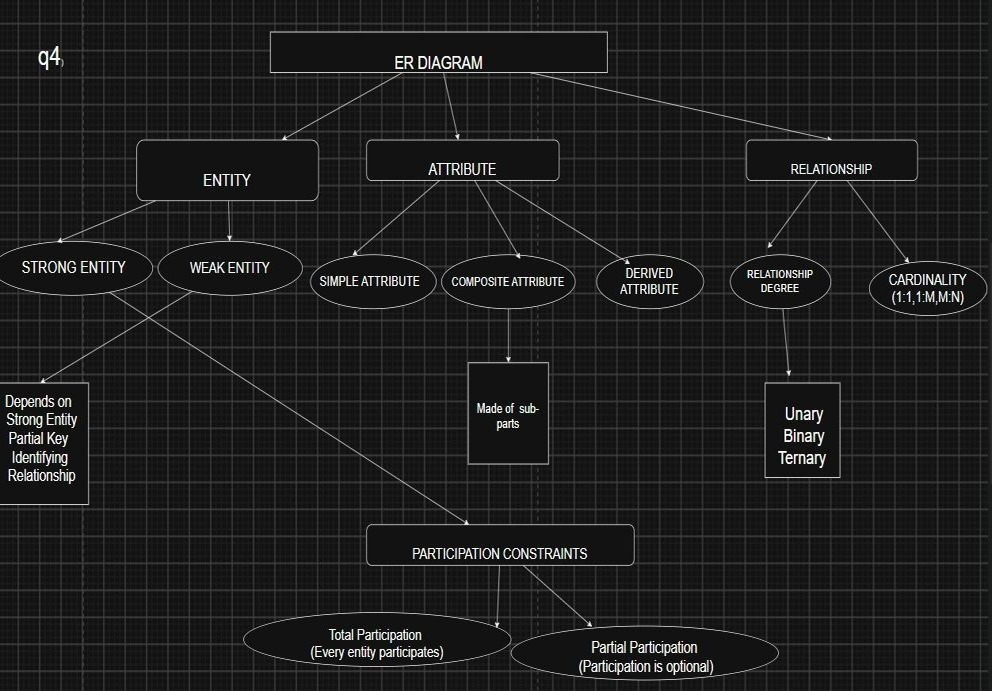 q4)
ER DIAGRAM
ENTITY
ATTRIBUTE
RELATIONSHIP
STRONG ENTITY
WEAK ENTITY
SIMPLE ATTRIBUTE
COMPOSITE ATTRIBUTE
DERIVED
ATTRIBUTE
RELATIONSHIP
DEGREE
CARDINALITY
(1:1,1:M,M:N)
Depends on
Strong Entity
Partial Key
Identifying
Relationship
Made of sub-
parts
Unary
Binary
Ternary
PARTICIPATION CONSTRAINTS
Total Participation
(Every entity participates)
Partial Participation
(Participation is optional)